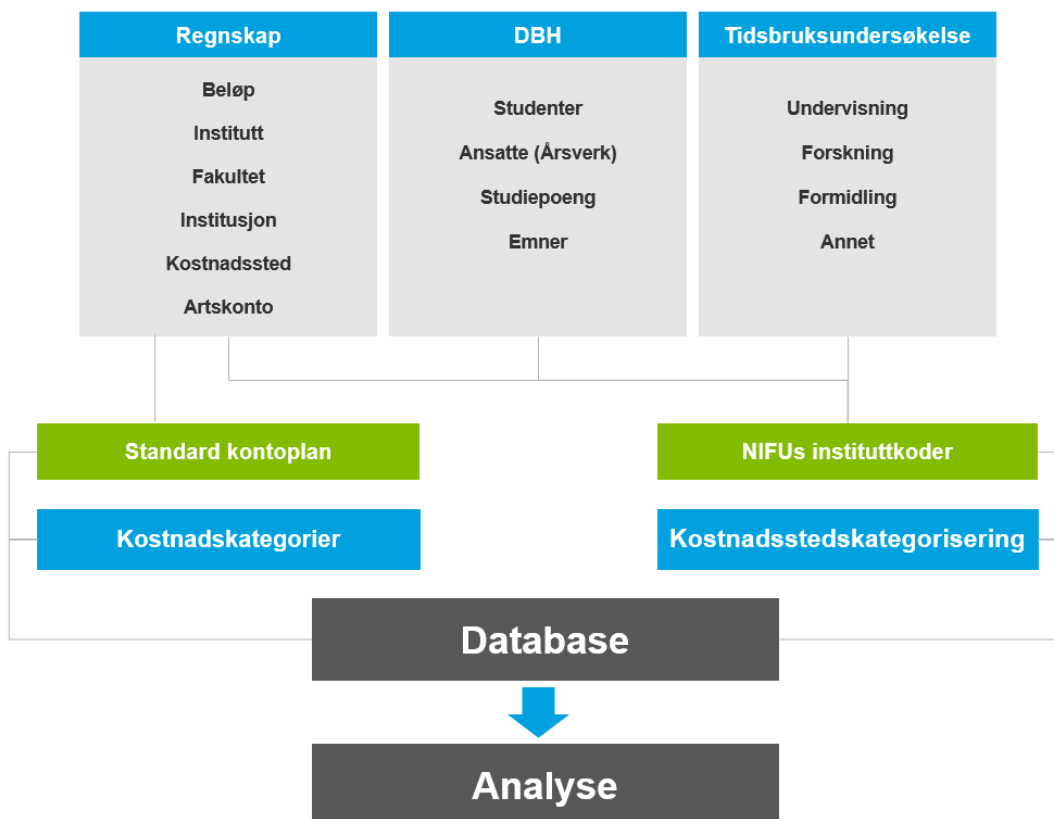 Regnskap
Beløp
Institutt
Fakultet
Institusjon
Kostnadssted
Artskonto
DBH
Studenter
Ansatte (Årsverk)
Studiepoeng
Emner
Tidsbruksundersøkelse
Undervisning
Forskning
Formidling
Annet
Standard kontoplan
NIFUs instituttkoder
Kostnadskategorier
Kostnadsstedskategorisering
Database
Analyse